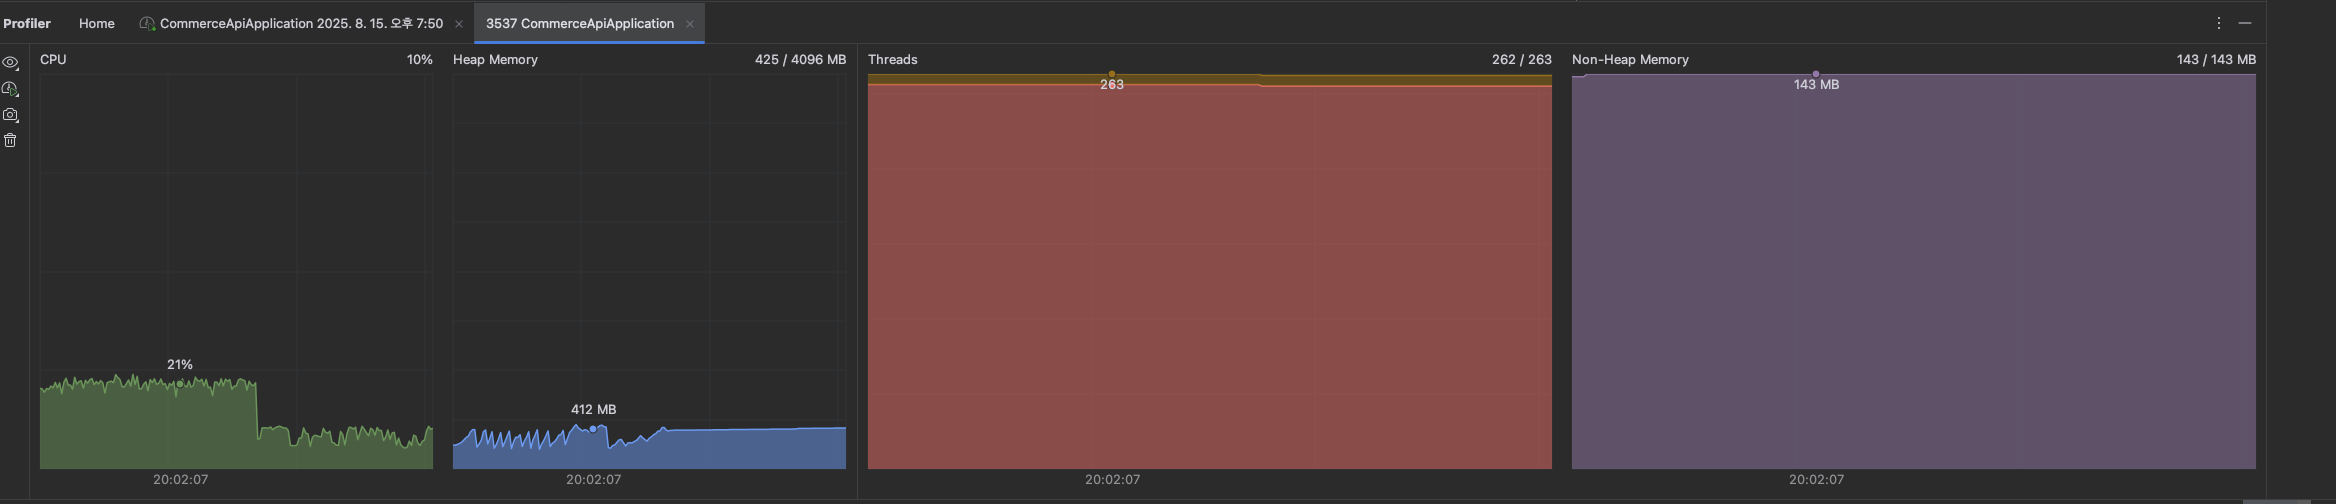 Profiler Home CommerceApiApplication 2025. 8. 15. 오후 7:50 3537 CommerceApiApplication
CPU 10%
21%
20:02:07
Heap Memory 425 / 4096 MB
412 MB
20:02:07
Threads 262 / 263
263
20:02:07
Non-Heap Memory 143 / 143 MB
143 MB
20:02:07